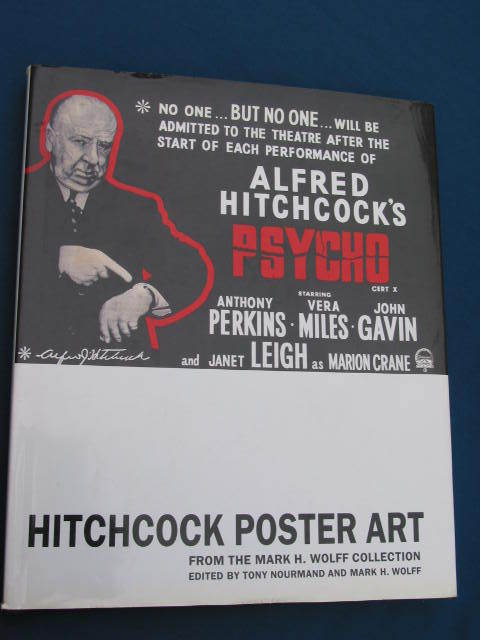 * NO ONE ... BUT NO ONE ... WILL BE
ADMITTED TO THE THEATRE AFTER THE
START OF EACH PERFORMANCE OF
ALFRED
HITCHCOCK'S
PSYCHO
CERT X
STARRING
ANTHONY VERA JOHN
PERKINS · MILES · GAVIN
and JANET LEIGH as MARION CRANE
* Alfred J Hitchcock
HITCHCOCK POSTER ART
FROM THE MARK H. WOLFF COLLECTION
EDITED BY TONY NOURMAND AND MARK H. WOLFF